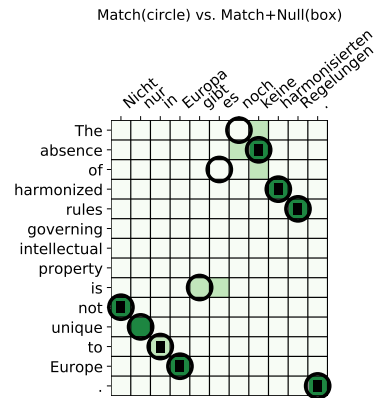 Match(circle) vs. Match+Null(box)
Nicht
nur
in
Europa
gibt
es
noch
keine
harmonisierten
Regelungen
.
The
absence
of
harmonized
rules
governing
intellectual
property
is
not
unique
to
Europe
.